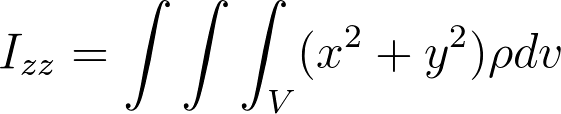 I_{zz} = \int \int \int_V (x^2 + y^2) \rho dv